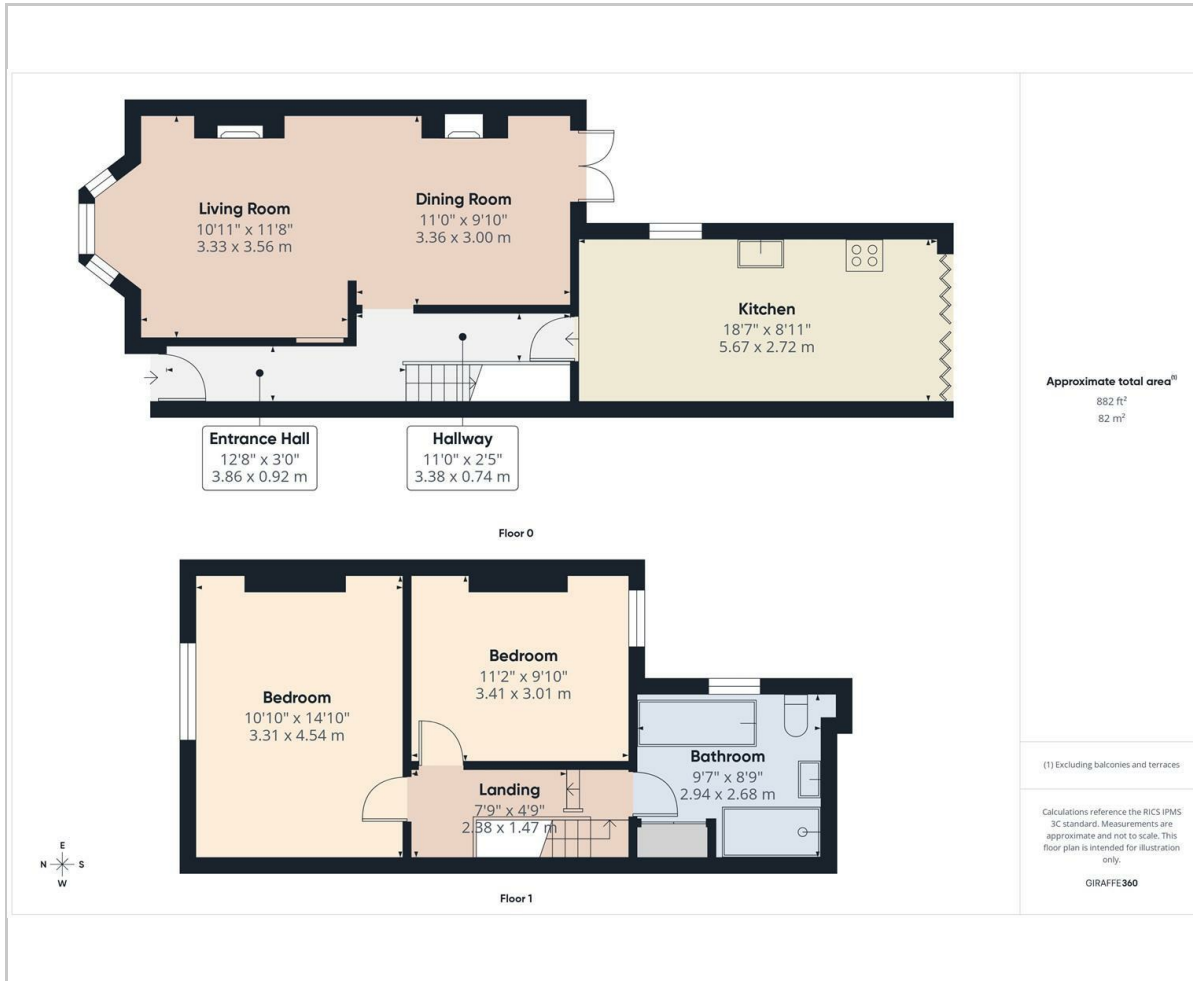 Living Room
10'11" x 11'8"
3.33 x 3.56 m
Dining Room
11'0" x 9'10"
3.36 x 3.00 m
Kitchen
18'7" x 8'11"
5.67 x 2.72 m
Entrance Hall
12'8" x 3'0"
3.86 x 0.92 m
Hallway
11'0" x 2'5"
3.38 x 0.74 m
Floor 0
Bedroom
10'10" x 14'10"
3.31 x 4.54 m
Bedroom
11'2" x 9'10"
3.41 x 3.01 m
Landing
7'9" x 4'9"
2.38 x 1.47 m
Bathroom
9'7" x 8'9"
2.94 x 2.68 m
E
N S
W
Floor 1
Approximate total area(1)
882 ft²
82 m²
(1) Excluding balconies and terraces
Calculations reference the RICS IPMS
3C standard. Measurements are
approximate and not to scale. This
floor plan is intended for illustration
only.
GIRAFFE360